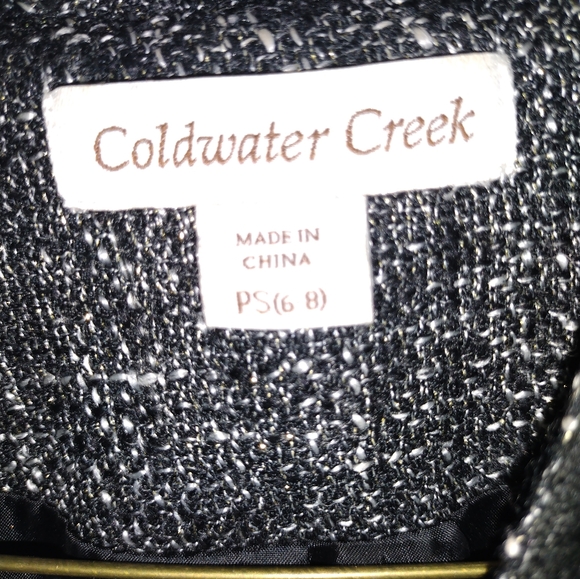 Coldwater Creek
MADE IN
CHINA
PS(6 8)